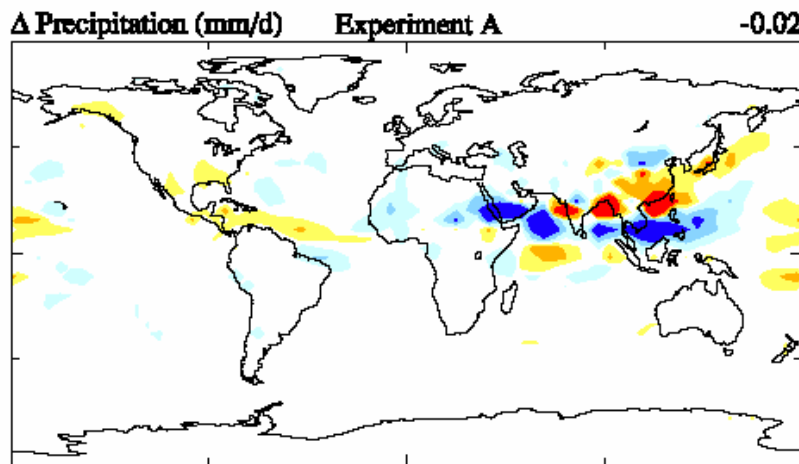 Δ Precipitation (mm/d) Experiment A -0.02